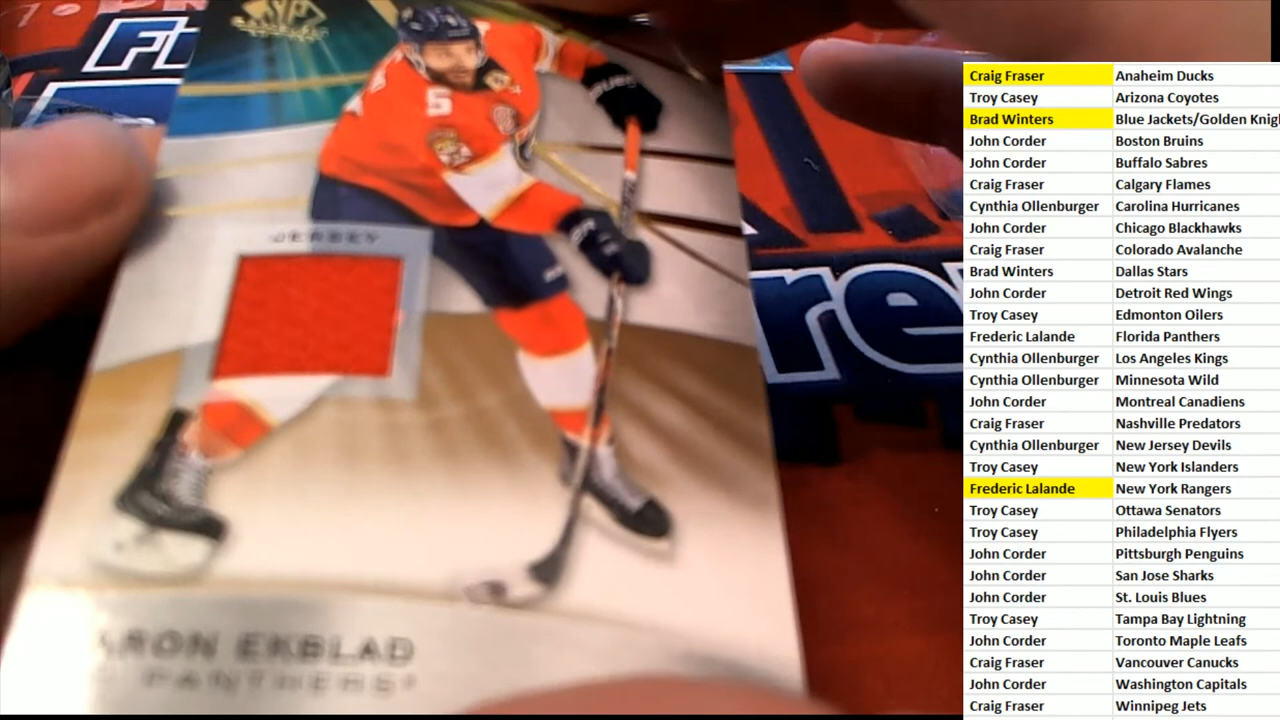 SP
5
JERSEY
ARON EKBLAD
PANTHERS
re
Craig Fraser Anaheim Ducks
Troy Casey Arizona Coyotes
Brad Winters Blue Jackets/Golden Knig
John Corder Boston Bruins
John Corder Buffalo Sabres
Craig Fraser Calgary Flames
Cynthia Ollenburger Carolina Hurricanes
John Corder Chicago Blackhawks
Craig Fraser Colorado Avalanche
Brad Winters Dallas Stars
John Corder Detroit Red Wings
Troy Casey Edmonton Oilers
Frederic Lalande Florida Panthers
Cynthia Ollenburger Los Angeles Kings
Cynthia Ollenburger Minnesota Wild
John Corder Montreal Canadiens
Craig Fraser Nashville Predators
Cynthia Ollenburger New Jersey Devils
Troy Casey New York Islanders
Frederic Lalande New York Rangers
Troy Casey Ottawa Senators
Troy Casey Philadelphia Flyers
John Corder Pittsburgh Penguins
John Corder San Jose Sharks
John Corder St. Louis Blues
Troy Casey Tampa Bay Lightning
John Corder Toronto Maple Leafs
Craig Fraser Vancouver Canucks
John Corder Washington Capitals
Craig Fraser Winnipeg Jets